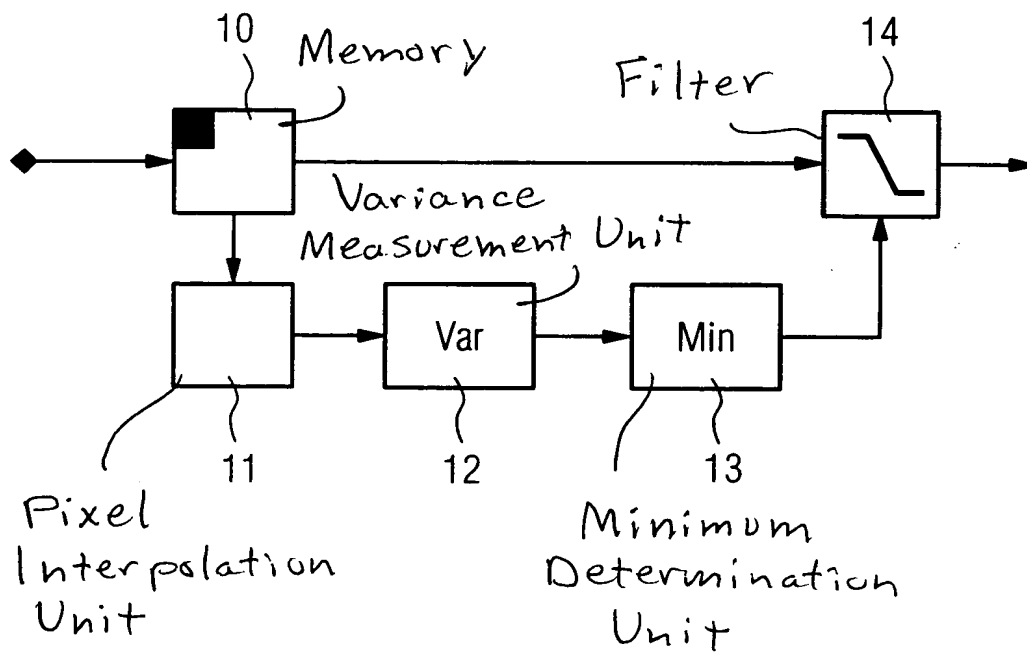 10
Memory
14
Filter
Variance
Measurement Unit
Var
Min
11
12
13
Pixel
Interpolation
Unit
Minimum
Determination
Unit